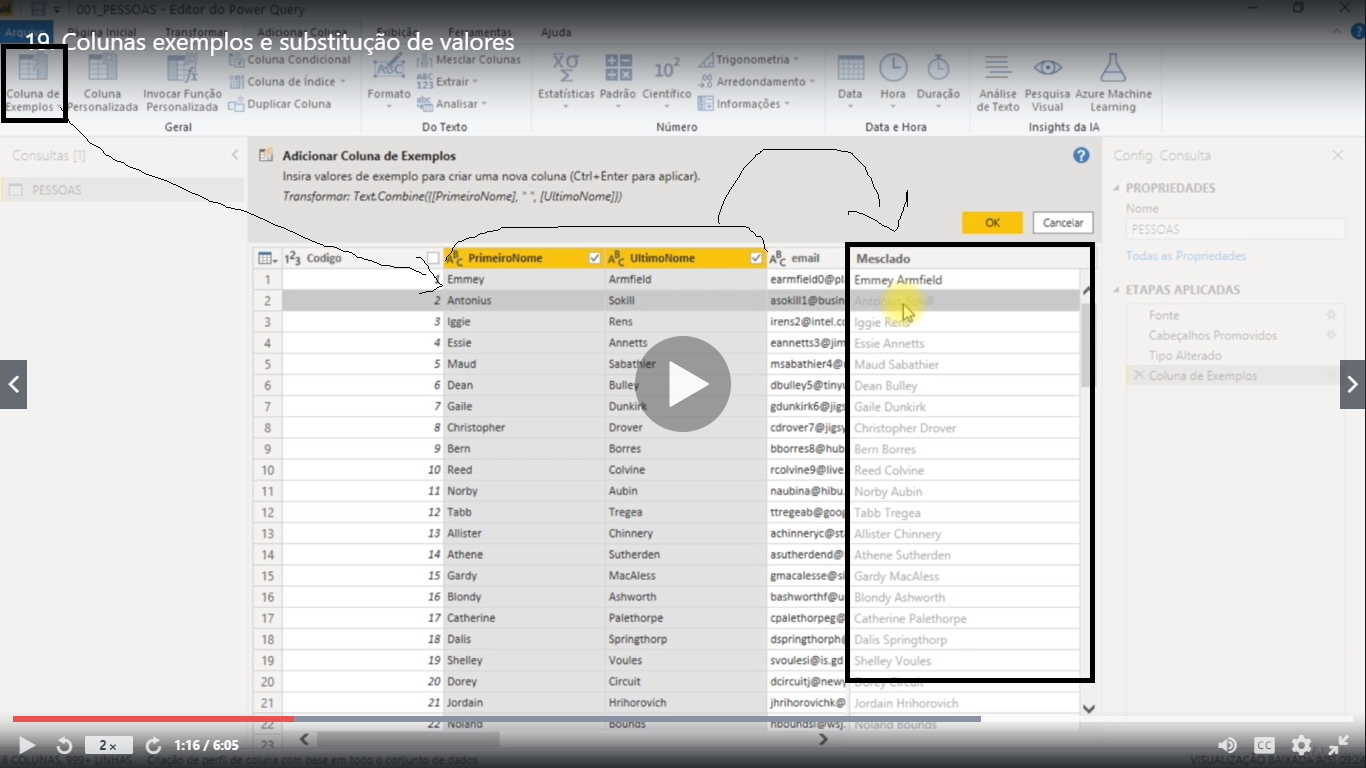 001_PESSOAS - Editor do Power Query
19. Colunas exemplos e substituição de valores
Arquivo Página Inicial Transformar Adicionar Coluna Exibição Ferramentas Ajuda
Coluna de Exemplos
Coluna Personalizada
Invocar Função Personalizada
Coluna Condicional
Coluna de Índice
Duplicar Coluna
Geral
Formato
Mesclar Colunas
Extrair
Analisar
Do Texto
Estatísticas
Padrão
Científico
Trigonometria
Arredondamento
Informações
Número
Data
Hora
Duração
Data e Hora
Análise de Texto
Pesquisa Visual
Azure Machine Learning
Insights da IA
Consultas [1]
PESSOAS
Adicionar Coluna de Exemplos
Insira valores de exemplo para criar uma nova coluna (Ctrl+Enter para aplicar).
Transformar: Text.Combine({[PrimeiroNome], " ", [UltimoNome]})
OK Cancelar
Config. Consulta
PROPRIEDADES
Nome
PESSOAS
Todas as Propriedades
ETAPAS APLICADAS
Fonte
Cabeçalhos Promovidos
Tipo Alterado
Coluna de Exemplos
Codigo PrimeiroNome UltimoNome email Mesclado
1 1 Emmey Armfield earmfield0@pl Emmey Armfield
2 2 Antonius Sokill asokill1@busin Antonius Sokill
3 3 Iggie Rens irens2@intel.co Iggie Rens
4 4 Essie Annetts eannetts3@jim Essie Annetts
5 5 Maud Sabathier msabathier4@ Maud Sabathier
6 6 Dean Bulley dbulley5@tiny Dean Bulley
7 7 Gaile Dunkirk gdunkirk6@jigs Gaile Dunkirk
8 8 Christopher Drover cdrover7@jigsy Christopher Drover
9 9 Bern Borres bborres8@hub Bern Borres
10 10 Reed Colvine rcolvine9@live. Reed Colvine
11 11 Norby Aubin naubina@hibu. Norby Aubin
12 12 Tabb Tregea ttregeab@goog Tabb Tregea
13 13 Allister Chinnery achinneryc@sta Allister Chinnery
14 14 Athene Sutherden asutherdend@ Athene Sutherden
15 15 Gardy MacAless gmacalesse@si Gardy MacAless
16 16 Blondy Ashworth bashworthf@u Blondy Ashworth
17 17 Catherine Palethorpe cpalethorpeg@ Catherine Palethorpe
18 18 Dalis Springthorp dspringthorph@ Dalis Springthorp
19 19 Shelley Voules svoulesi@is.gd Shelley Voules
20 20 Dorey Circuit dcircuitj@newy Dorey Circuit
21 21 Jordain Hrihorovich jhrihorovichk@ Jordain Hrihorovich
22 22 Noland Bounds nboundsl@wsj. Noland Bounds
23
2 × 1:16 / 6:05 CC
8 COLUNAS, 999+ LINHAS Criação de perfil de coluna com base em todo o conjunto de dados